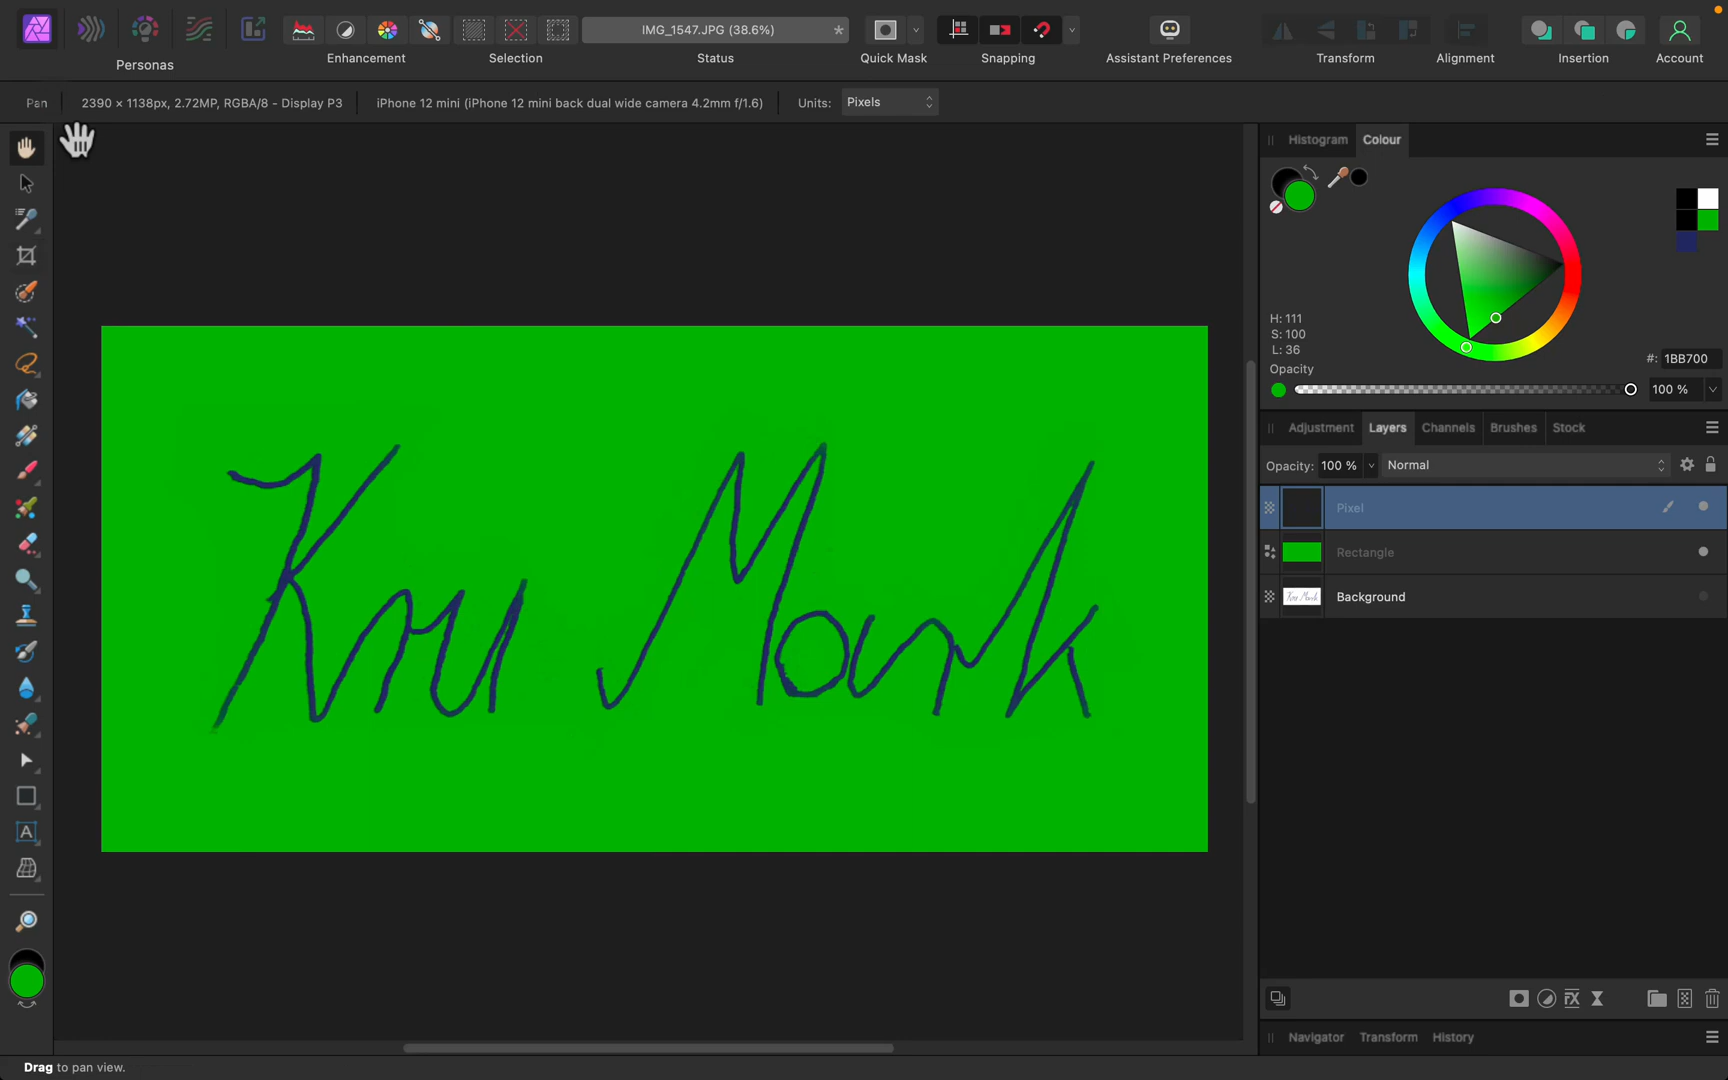 IMG_1547.JPG (38.6%)
*
Personas
Enhancement
Selection
Status
Quick Mask
Snapping
Assistant Preferences
Transform
Alignment
Insertion
Account
Pan
2390 × 1138px, 2.72MP, RGBA/8 - Display P3
iPhone 12 mini (iPhone 12 mini back dual wide camera 4.2mm f/1.6)
Units:
Pixels
Histogram
Colour
H: 111
S: 100
L: 36
#: 1BB700
Opacity
100 %
Adjustment
Layers
Channels
Brushes
Stock
Opacity: 100 %
Normal
Pixel
Rectangle
Background
Kru Mark
A
Navigator
Transform
History
Drag to pan view.